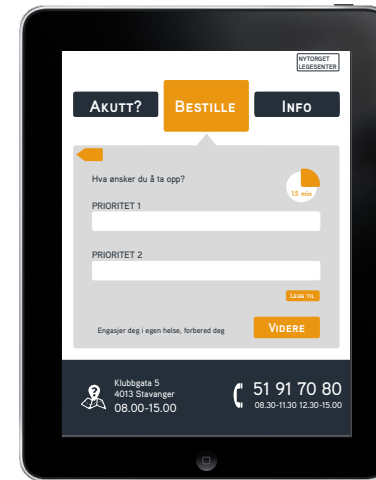 NYTORGET
LEGESENTER
AKUTT?
BESTILLE
INFO
Hva ønsker du å ta opp?
15 min
PRIORITET 1
PRIORITET 2
LEGG TIL
Engasjer deg i egen helse, forbered deg
VIDERE
Klubbgata 5
4013 Stavanger
08.00-15.00
51 91 70 80
08.30-11.30 12.30-15.00